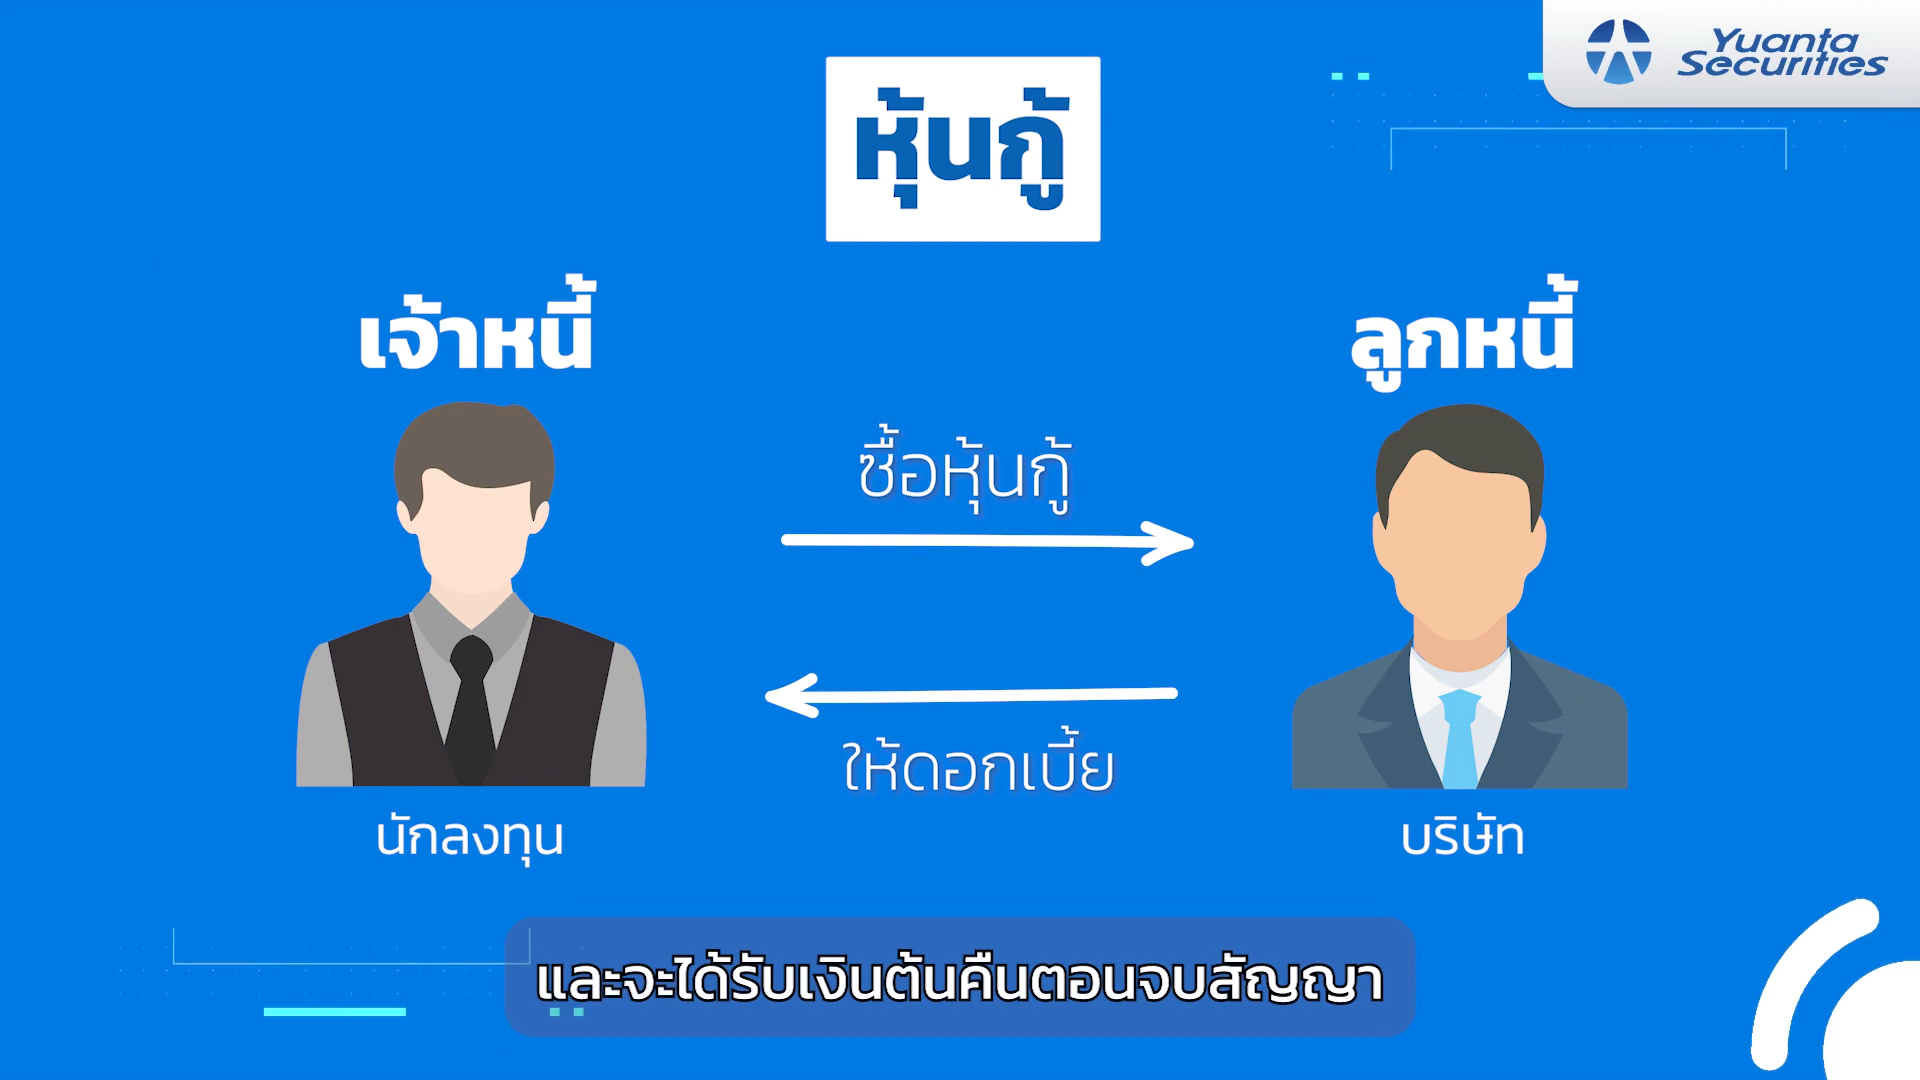 Yuanta
Securities
หุ้นกู้
เจ้าหนี้
ลูกหนี้
ซื้อหุ้นกู้
ให้ดอกเบี้ย
นักลงทุน
บริษัท
และจะได้รับเงินต้นคืนตอนจบสัญญา